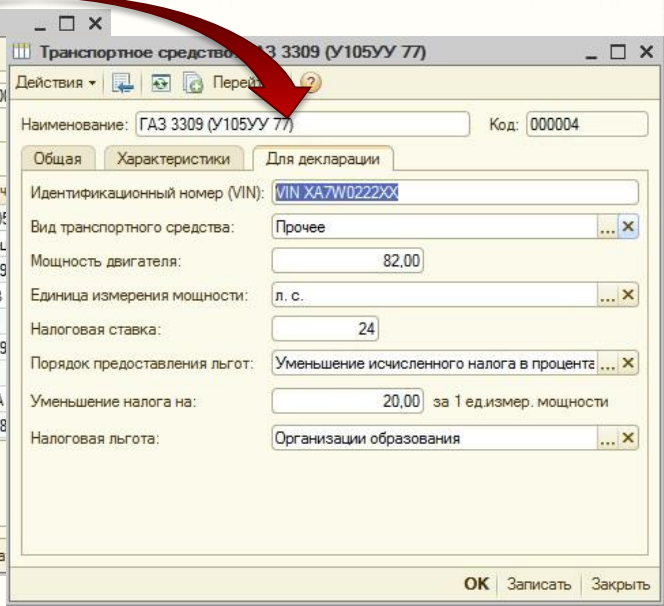 Транспортное средство АЗ 3309 (У105УУ 77)
Действия
Перей
Наименование: ГАЗ 3309 (У105УУ 77) Код: 000004
Общая Характеристики Для декларации
Идентификационный номер (VIN): VIN XA7W0222XX
Вид транспортного средства: Прочее ...
Мощность двигателя: 82,00
Единица измерения мощности: л. с. ...
Налоговая ставка: 24
Порядок предоставления льгот: Уменьшение исчисленного налога в процента ...
Уменьшение налога на: 20,00 за 1 ед.измер. мощности
Налоговая льгота: Организации образования ...
OK Записать Закрыть